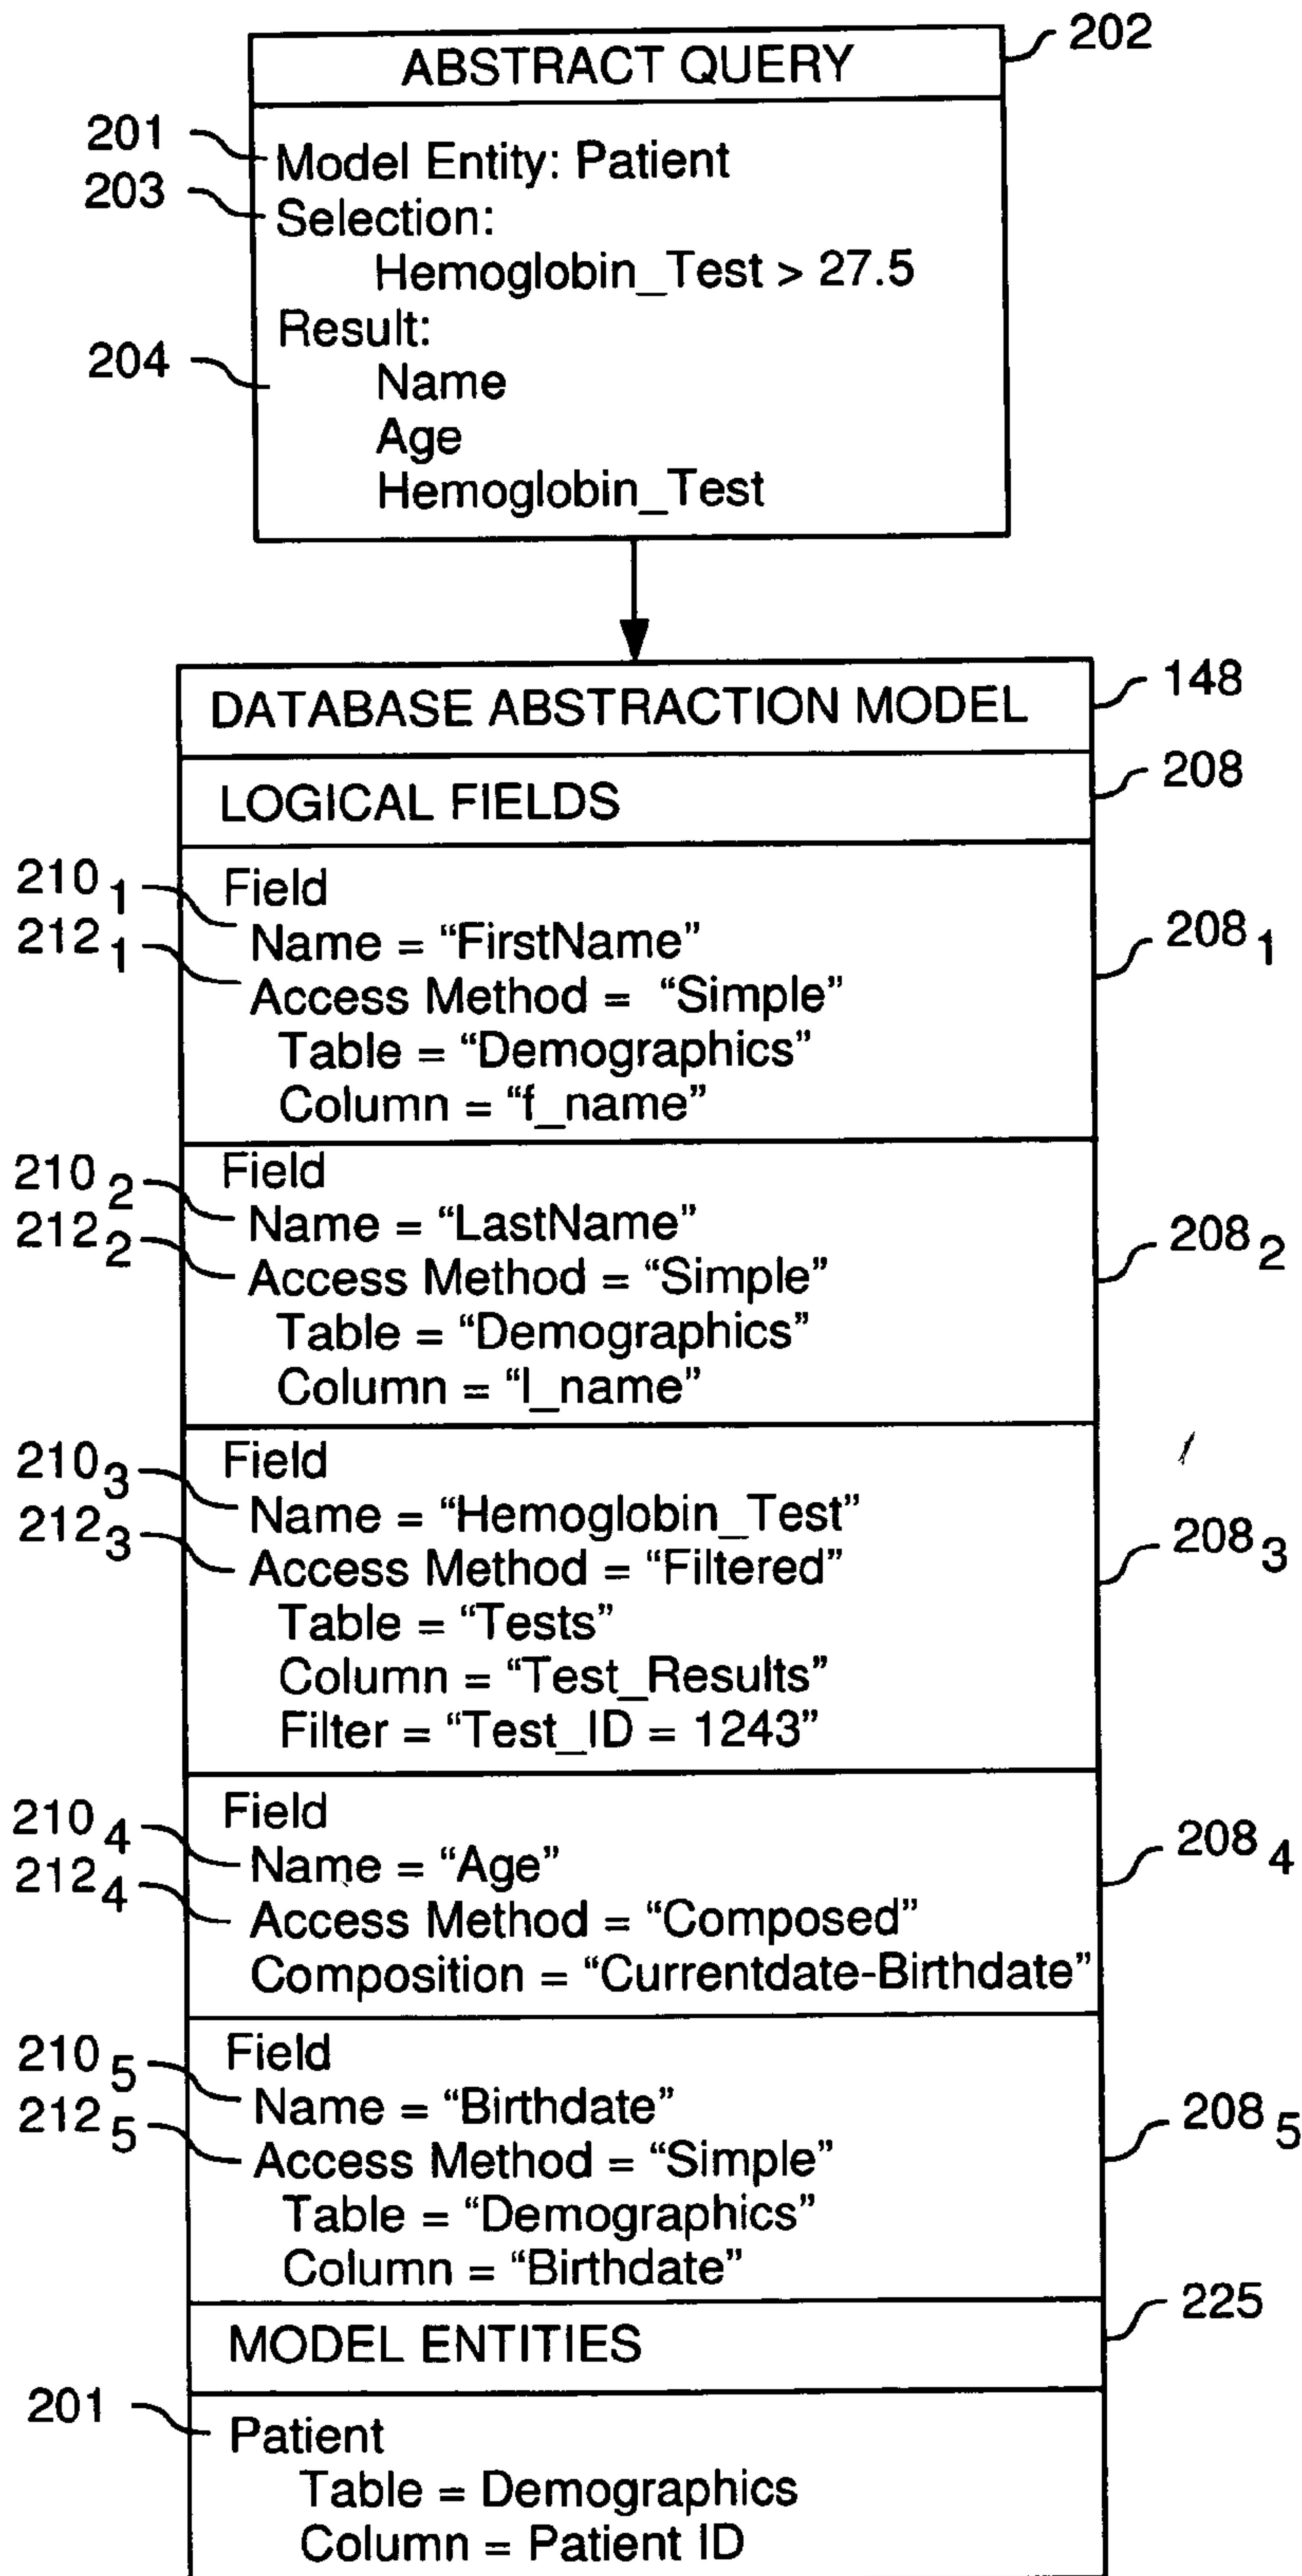 202
ABSTRACT QUERY
201
Model Entity: Patient
203
Selection:
Hemoglobin_Test > 27.5
Result:
204
Name
Age
Hemoglobin_Test
148
DATABASE ABSTRACTION MODEL
208
LOGICAL FIELDS
210 1
Field
Name = “FirstName”
212 1
208 1
Access Method = “Simple”
Table = “Demographics”
Column = “f_name”
210 2
Field
Name = “LastName”
212 2
208 2
Access Method = “Simple”
Table = “Demographics”
Column = “l_name”
210 3
Field
Name = “Hemoglobin_Test”
212 3
208 3
Access Method = “Filtered”
Table = “Tests”
Column = “Test_Results”
Filter = “Test_ID = 1243”
210 4
Field
208 4
Name = “Age”
212 4
Access Method = “Composed”
Composition = “Currentdate-Birthdate”
210 5
Field
Name = “Birthdate”
212 5
208 5
Access Method = “Simple”
Table = “Demographics”
Column = “Birthdate”
225
MODEL ENTITIES
201
Patient
Table = Demographics
Column = Patient ID